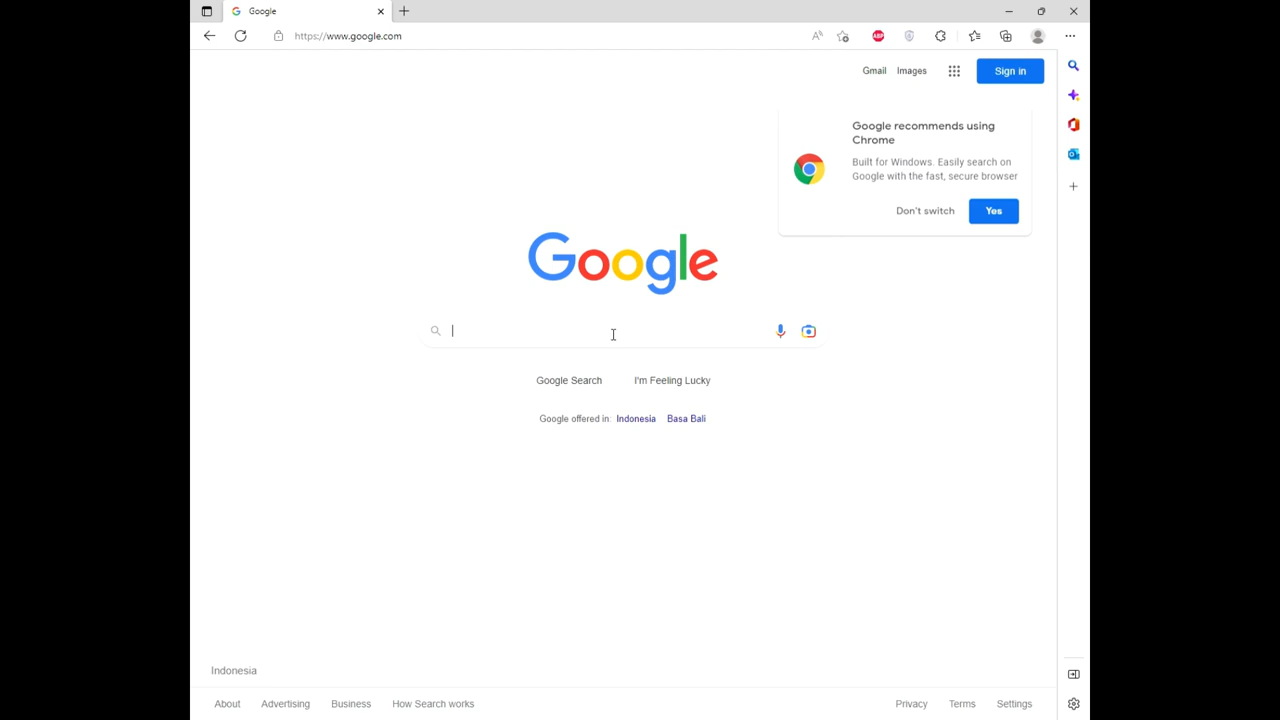 Google
https://www.google.com
ABP
Gmail Images Sign in
Google recommends using
Chrome
Built for Windows. Easily search on
Google with the fast, secure browser
Don't switch Yes
Google
Google Search I'm Feeling Lucky
Google offered in: Indonesia Basa Bali
Indonesia
About Advertising Business How Search works Privacy Terms Settings